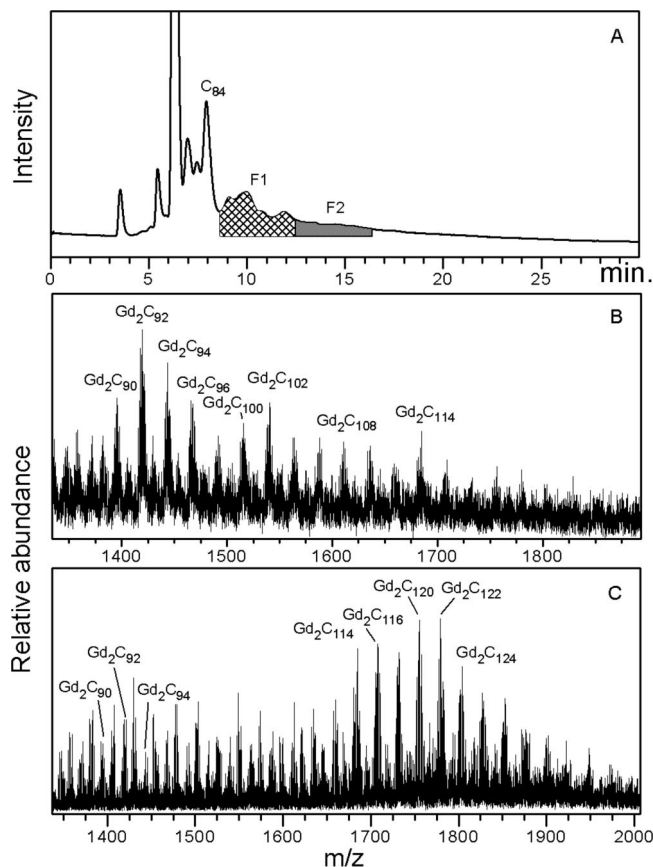 A
Intensity
C84
F1
F2
0 5 10 15 20 25 min.
B
Gd2C92
Gd2C94
Gd2C90
Gd2C96
Gd2C100
Gd2C102
Gd2C108
Gd2C114
1400 1500 1600 1700 1800
Relative abundance
C
Gd2C120
Gd2C122
Gd2C116
Gd2C114
Gd2C124
Gd2C92
Gd2C90
Gd2C94
1400 1500 1600 1700 1800 1900 2000
m/z